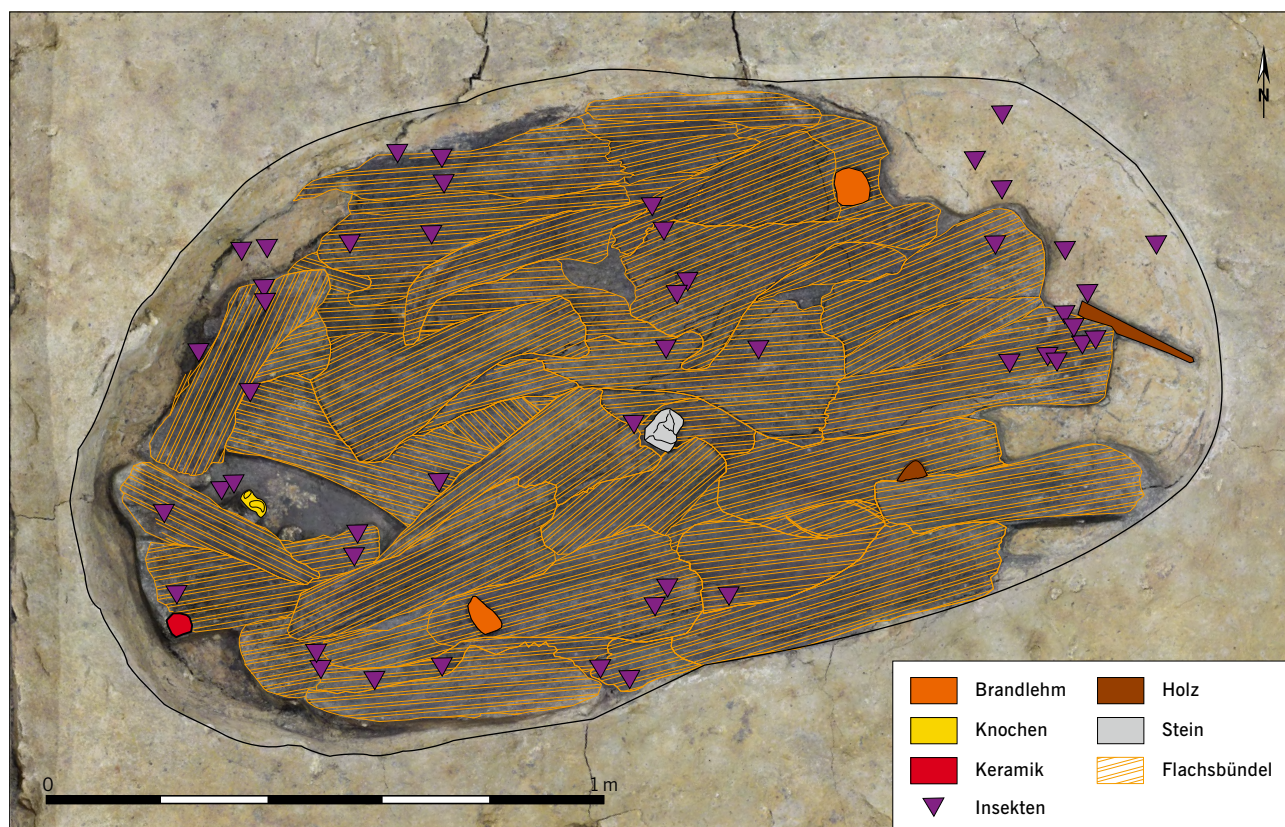 N
0 1 m
Brandlehm
Knochen
Keramik
Insekten
Holz
Stein
Flachsbündel